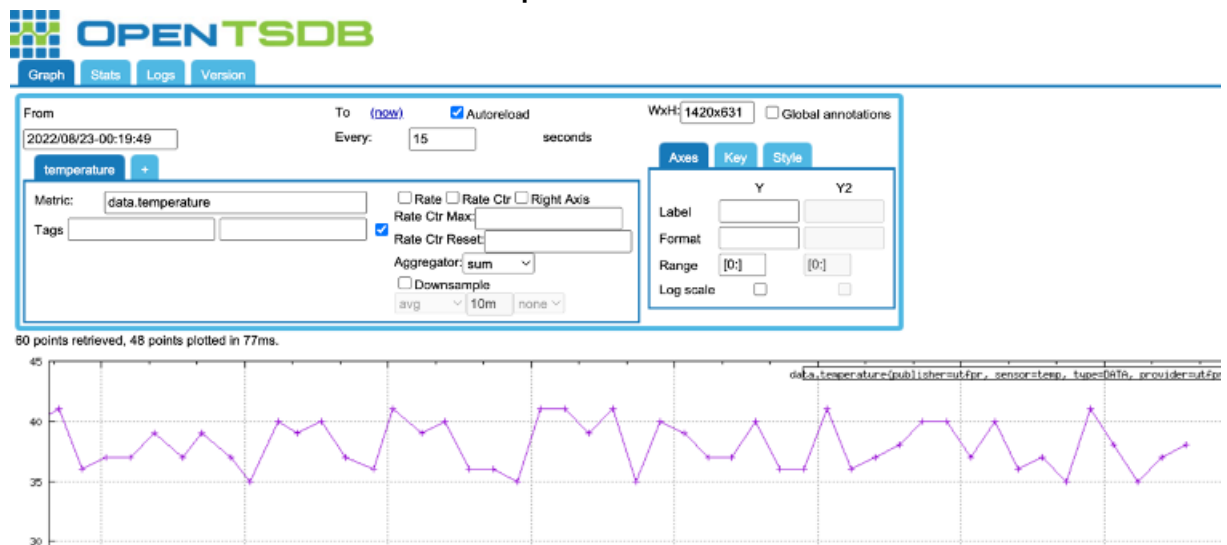 OPENTSDB
Graph Stats Logs Version
From To (now) Autoreload WxH: 1420x631 Global annotations
2022/08/23-00:19:49 Every: 15 seconds
temperature + Axes Key Style
Metric: data.temperature Rate Rate Ctr Right Axis Y Y2
Tags Rate Ctr Max: Label
Rate Ctr Reset: Format
Aggregator: sum Range [0:] [0:]
Downsample Log scale
avg 10m none
60 points retrieved, 48 points plotted in 77ms.
45
data.temperature{publisher=utfpr, sensor=temp, type=DATA, provider=utfpr
40
35
30